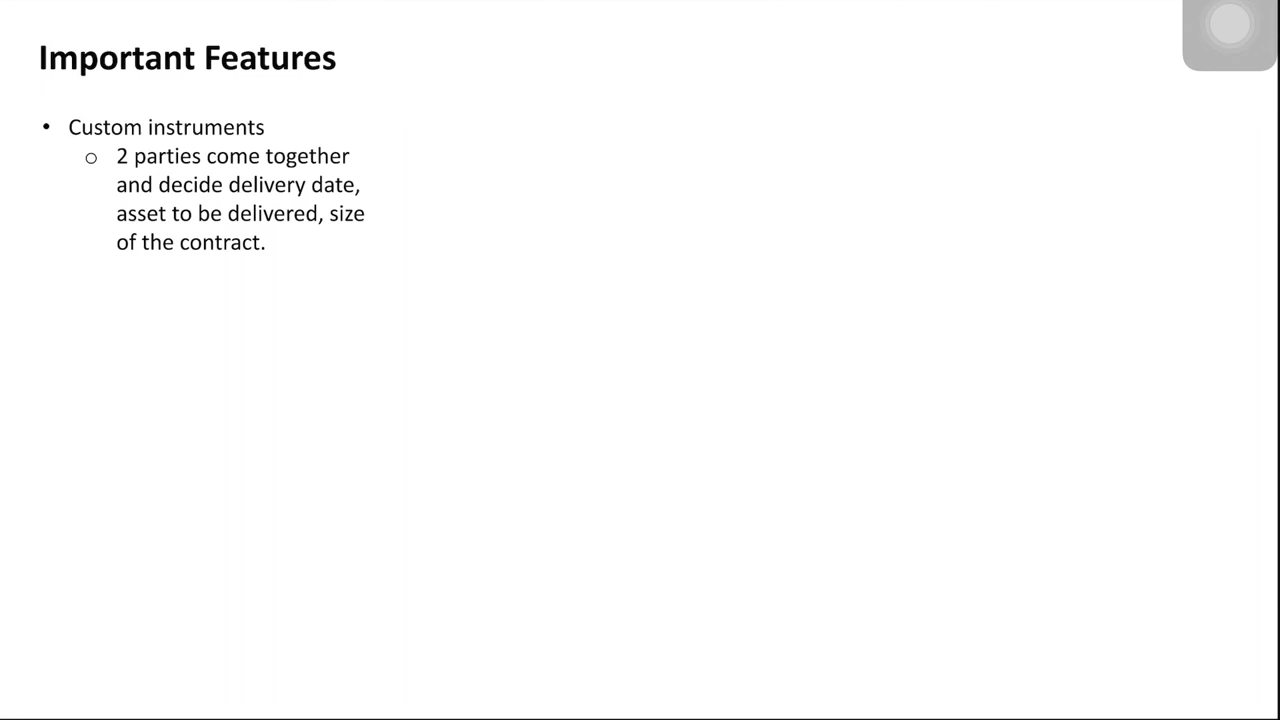 Important Features
• Custom instruments
o 2 parties come together
and decide delivery date,
asset to be delivered, size
of the contract.